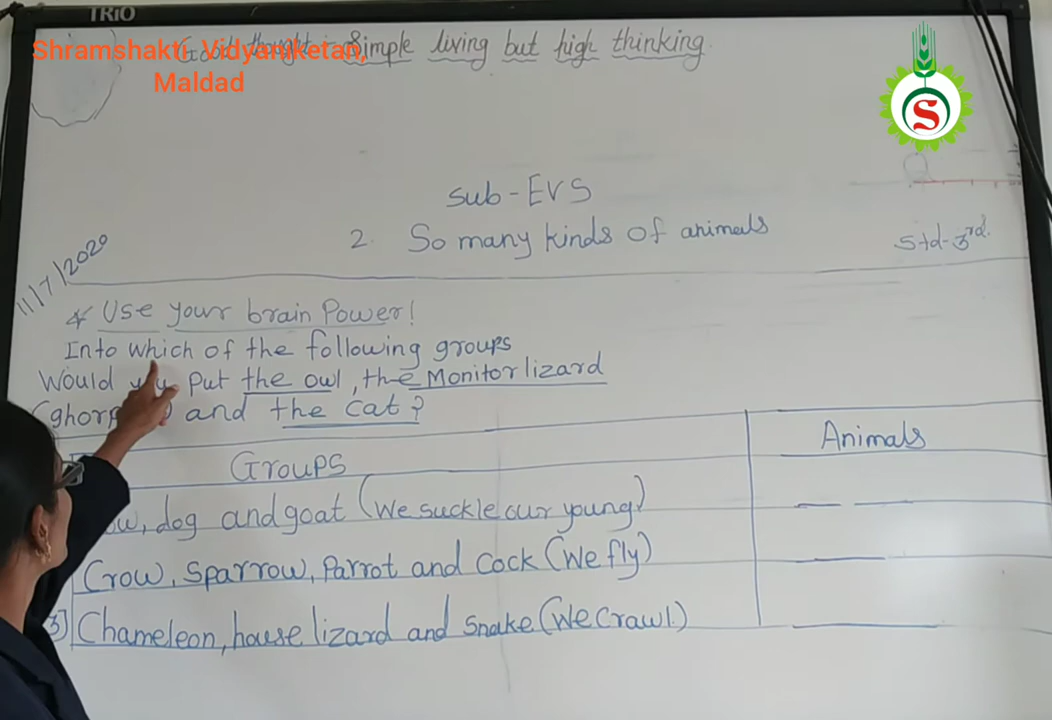 TRIO
Shramshakti Vidyaniketan,
Maldad
Simple living but high thinking
S
Sub - EVS
2. So many kinds of animals
Std - 3rd.
11/7/2020
* Use your brain Power!
Into which of the following groups
Would put the owl, the Monitor lizard
and the cat?
Groups
Animals
dog and goat (We suckle our young)
Crow, Sparrow, Parrot and Cock (We fly)
3] Chameleon, house lizard and Snake (We crawl.)